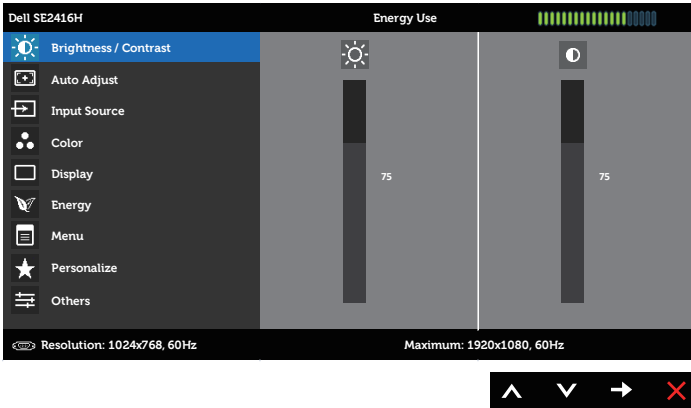 Dell SE2416H Energy Use
Brightness / Contrast
Auto Adjust
Input Source
Color
Display
75 75
Energy
Menu
Personalize
Others
Resolution: 1024x768, 60Hz Maximum: 1920x1080, 60Hz